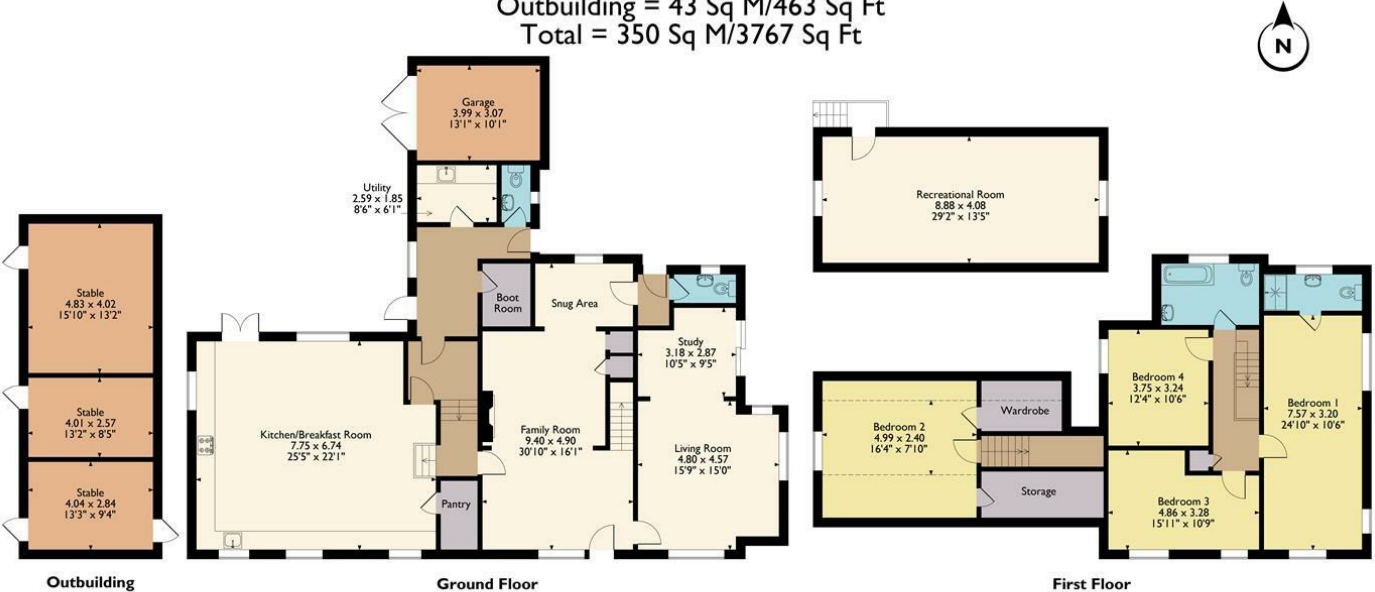 Outbuilding = 43 Sq M/463 Sq Ft
Total = 350 Sq M/3767 Sq Ft
N
Garage
3.99 x 3.07
13'1" x 10'1"
Utility
2.59 x 1.85
8'6" x 6'1"
Recreational Room
8.88 x 4.08
29'2" x 13'5"
Stable
4.83 x 4.02
15'10" x 13'2"
Boot
Room
Snug Area
Study
3.18 x 2.87
10'5" x 9'5"
Stable
4.01 x 2.57
13'2" x 8'5"
Kitchen/Breakfast Room
7.75 x 6.74
25'5" x 22'1"
Family Room
9.40 x 4.90
30'10" x 16'1"
Living Room
4.80 x 4.57
15'9" x 15'0"
Stable
4.04 x 2.84
13'3" x 9'4"
Pantry
Bedroom 4
3.75 x 3.24
12'4" x 10'6"
Bedroom 1
7.57 x 3.20
24'10" x 10'6"
Wardrobe
Bedroom 2
4.99 x 2.40
16'4" x 7'10"
Storage
Bedroom 3
4.86 x 3.28
15'11" x 10'9"
Outbuilding
Ground Floor
First Floor